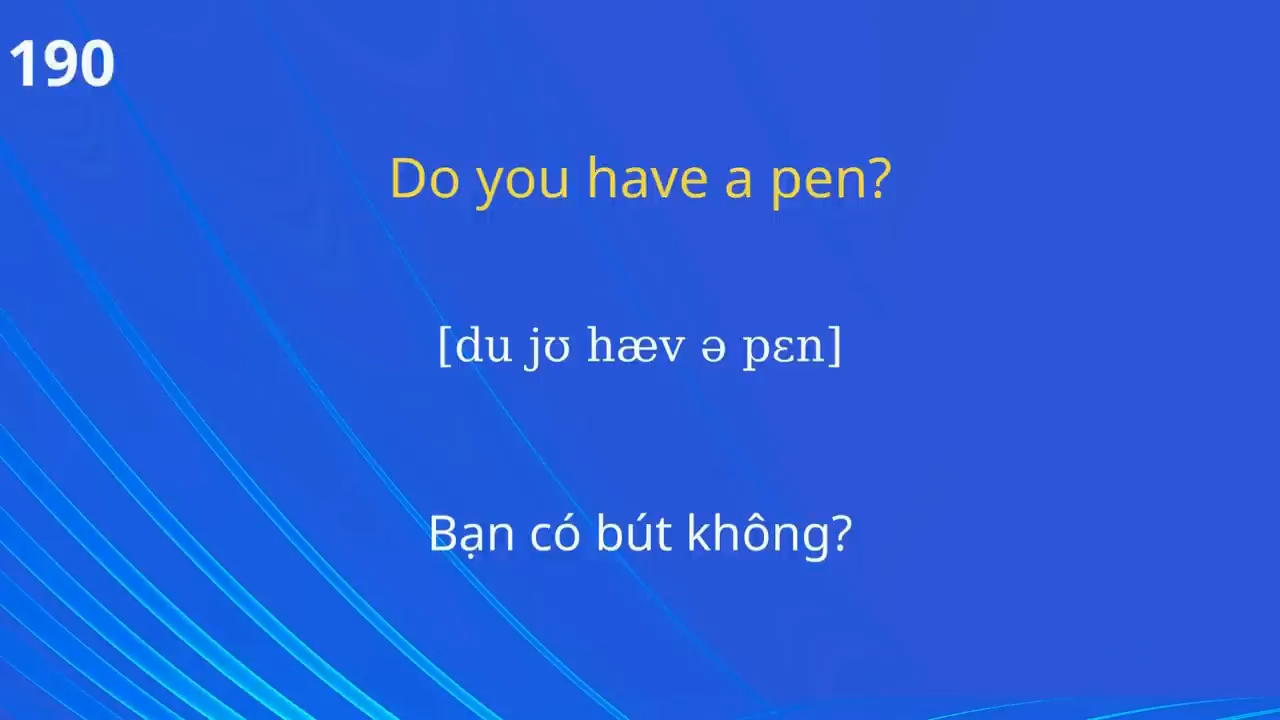 190
Do you have a pen?
[du jʊ hæv ə pɛn]
Bạn có bút không?